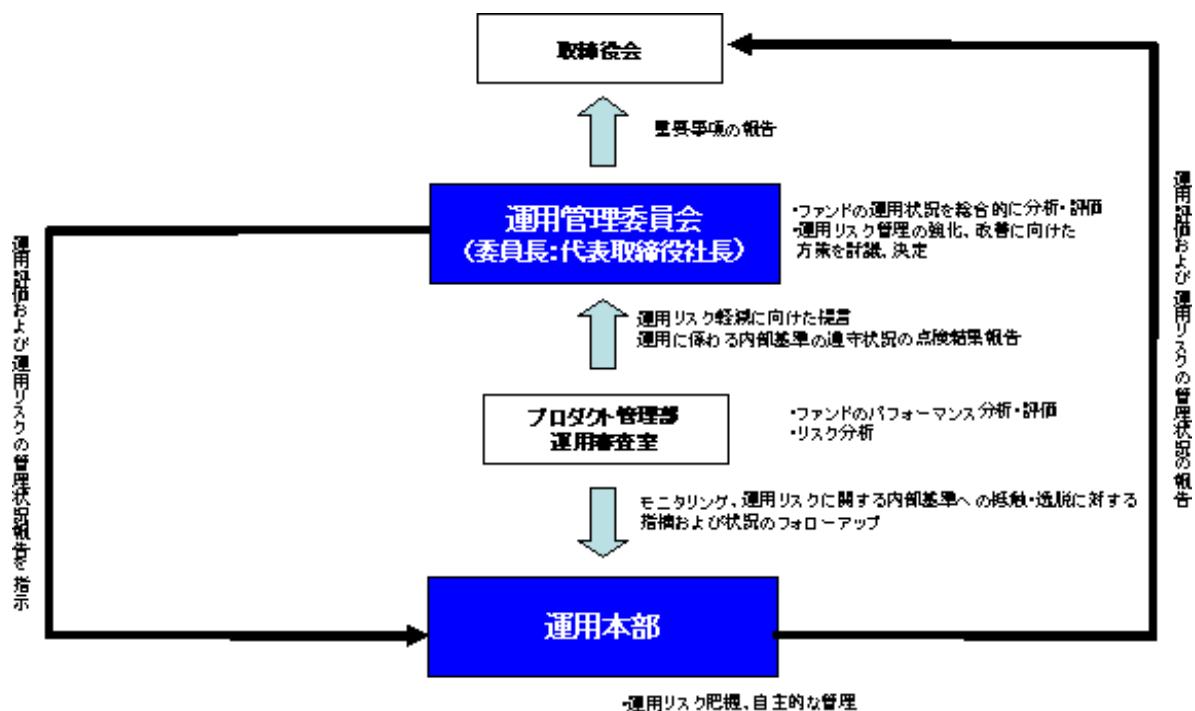 取締役会
重要事項の報告
運用管理委員会
（委員長：代表取締役社長）
・ファンドの運用状況を総合的に分析・評価
・運用リスク管理の強化、改善に向けた
方策を討議、決定
運用リスク軽減に向けた提言
運用に係わる内部基準の遵守状況の点検結果報告
プロダクト管理部
運用審査室
・ファンドのパフォーマンス分析・評価
・リスク分析
モニタリング、運用リスクに関する内部基準への抵触・逸脱に対する
指摘および状況のフォローアップ
運用本部
・運用リスク把握、自主的な管理
運用評価および運用リスクの管理状況報告を指示
運用評価および運用リスクの管理状況の報告